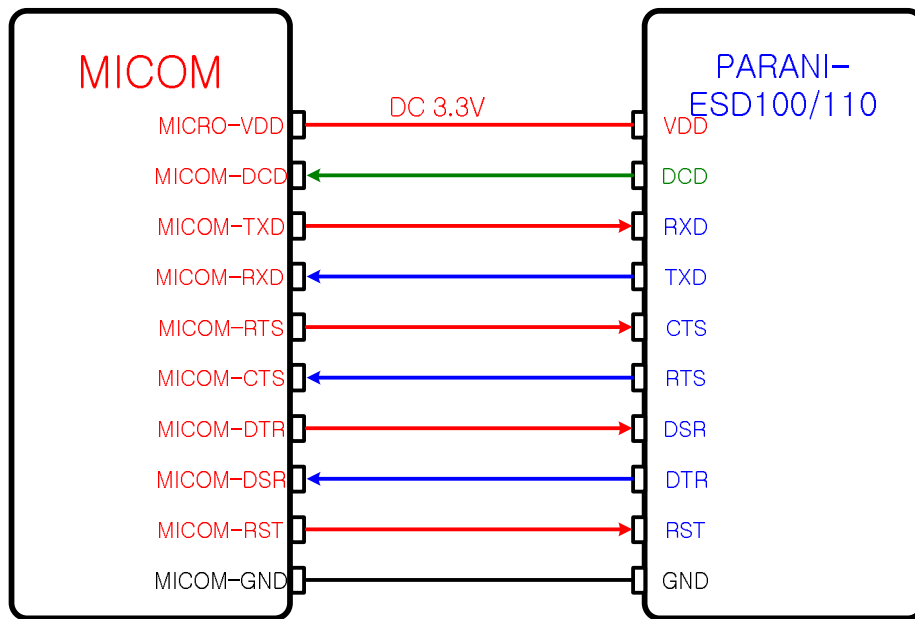 MICOM
PARANI-
ESD100/110
DC 3.3V
MICRO-VDD
VDD
MICOM-DCD
DCD
MICOM-TXD
RXD
MICOM-RXD
TXD
MICOM-RTS
CTS
MICOM-CTS
RTS
MICOM-DTR
DSR
MICOM-DSR
DTR
MICOM-RST
RST
MICOM-GND
GND